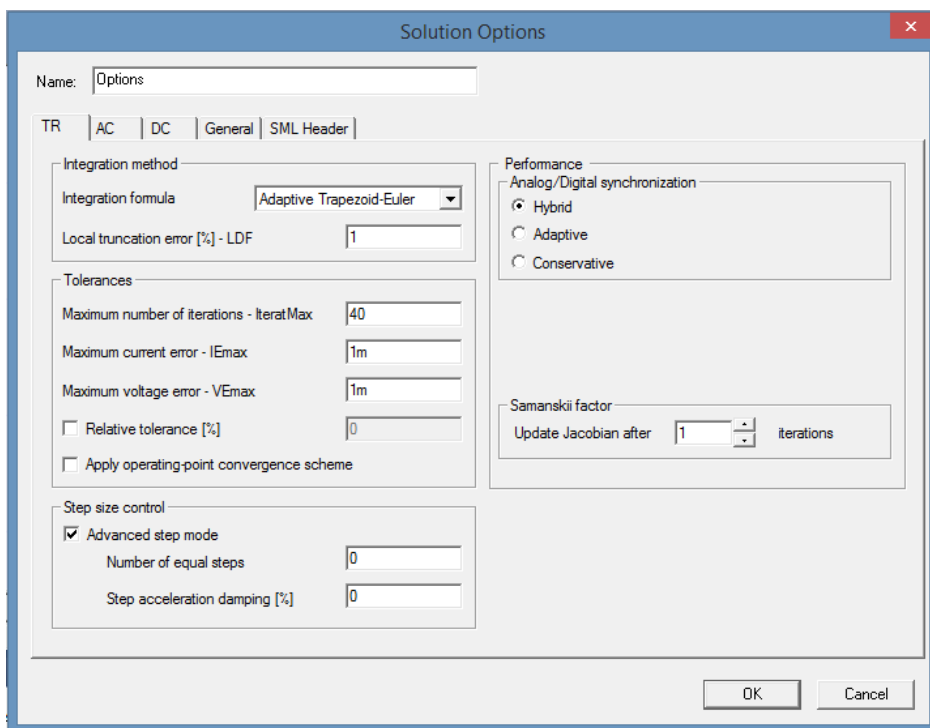 Solution Options
Name: Options
TR AC DC General SML Header
Integration method
Integration formula Adaptive Trapezoid-Euler
Local truncation error [%] - LDF 1
Tolerances
Maximum number of iterations - IteratMax 40
Maximum current error - IEmax 1m
Maximum voltage error - VEmax 1m
Relative tolerance [%] 0
Apply operating-point convergence scheme
Step size control
Advanced step mode
Number of equal steps 0
Step acceleration damping [%] 0
Performance
Analog/Digital synchronization
Hybrid
Adaptive
Conservative
Samanskii factor
Update Jacobian after 1 iterations
OK Cancel